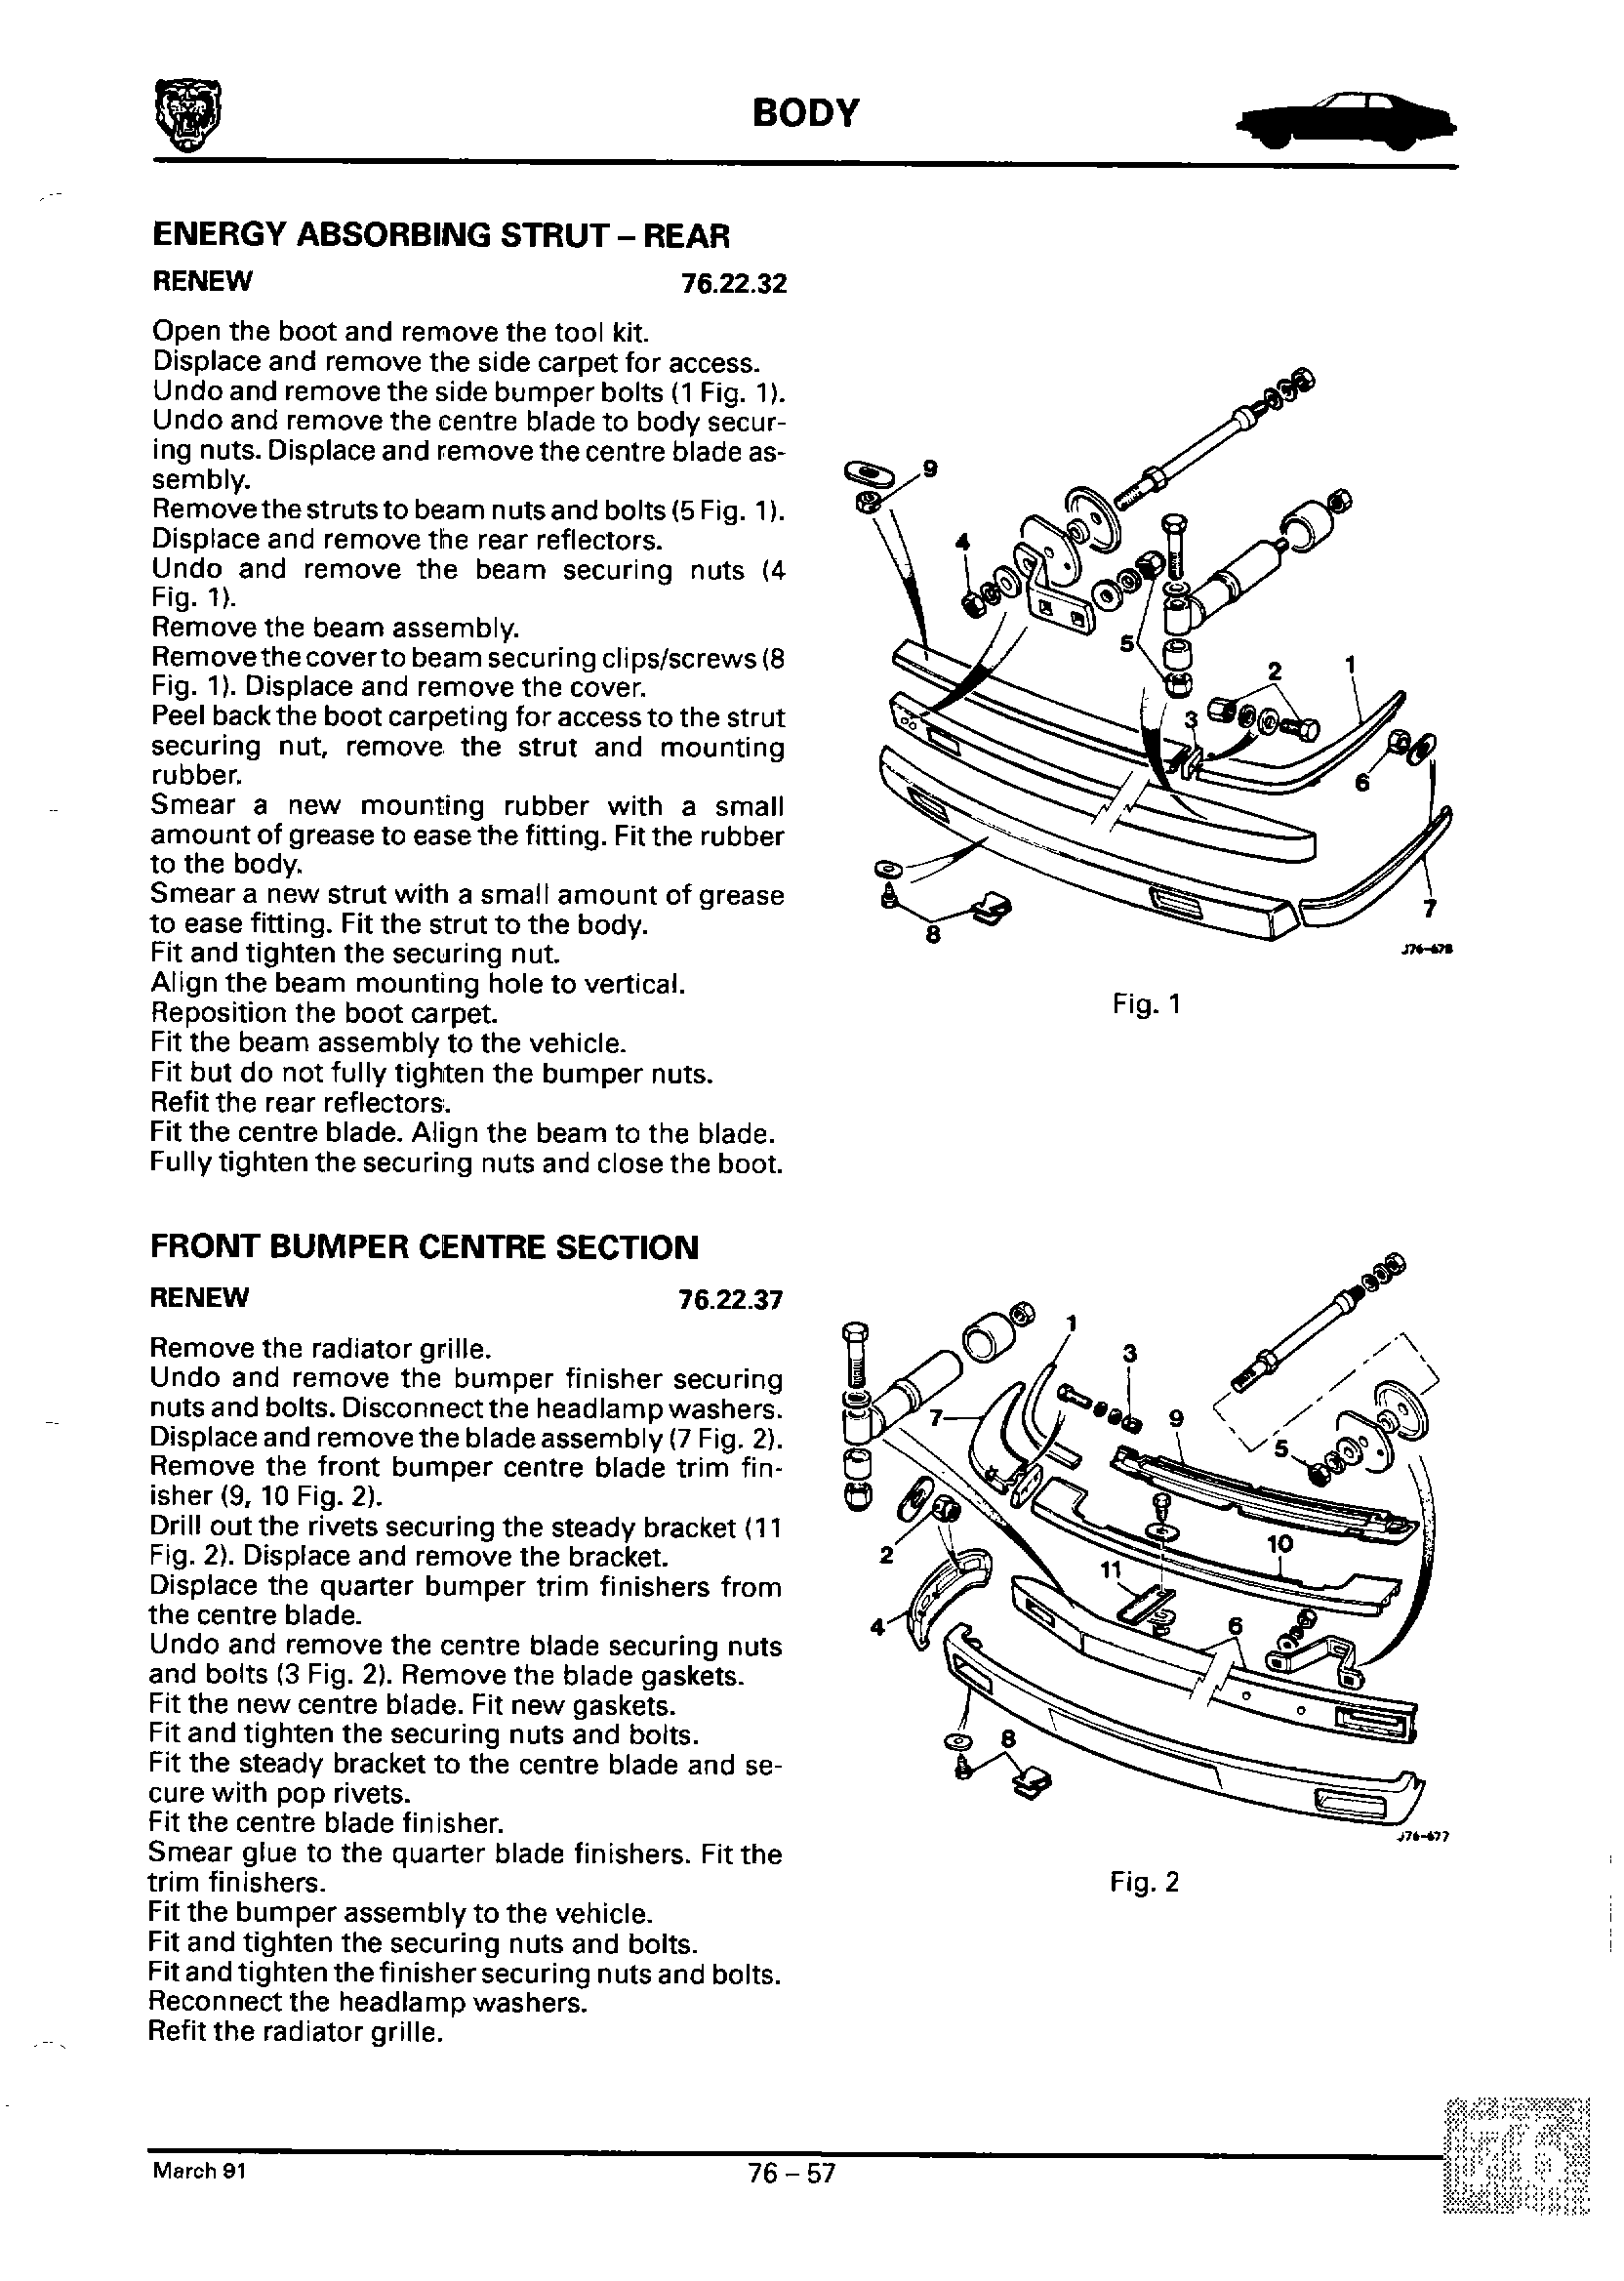 BODY
ENERGY ABSORBING STRUT – REAR
RENEW 76.22.32
Open the boot and remove the tool kit.
Displace and remove the side carpet for access.
Undo and remove the side bumper bolts (1 Fig. 1).
Undo and remove the centre blade to body secur-
ing nuts. Displace and remove the centre blade as-
sembly.
Remove the struts to beam nuts and bolts (5 Fig. 1).
Displace and remove the rear reflectors.
Undo and remove the beam securing nuts (4
Fig. 1).
Remove the beam assembly.
Remove the cover to beam securing clips/screws (8
Fig. 1). Displace and remove the cover.
Peel back the boot carpeting for access to the strut
securing nut, remove the strut and mounting
rubber.
Smear a new mounting rubber with a small
amount of grease to ease the fitting. Fit the rubber
to the body.
Smear a new strut with a small amount of grease
to ease fitting. Fit the strut to the body.
Fit and tighten the securing nut.
Align the beam mounting hole to vertical.
Reposition the boot carpet.
Fit the beam assembly to the vehicle.
Fit but do not fully tighten the bumper nuts.
Refit the rear reflectors.
Fit the centre blade. Align the beam to the blade.
Fully tighten the securing nuts and close the boot.
9
4
5
2
1
3
6
7
8
J76-678
Fig. 1
FRONT BUMPER CENTRE SECTION
RENEW 76.22.37
Remove the radiator grille.
Undo and remove the bumper finisher securing
nuts and bolts. Disconnect the headlamp washers.
Displace and remove the blade assembly (7 Fig. 2).
Remove the front bumper centre blade trim fin-
isher (9, 10 Fig. 2).
Drill out the rivets securing the steady bracket (11
Fig. 2). Displace and remove the bracket.
Displace the quarter bumper trim finishers from
the centre blade.
Undo and remove the centre blade securing nuts
and bolts (3 Fig. 2). Remove the blade gaskets.
Fit the new centre blade. Fit new gaskets.
Fit and tighten the securing nuts and bolts.
Fit the steady bracket to the centre blade and se-
cure with pop rivets.
Fit the centre blade finisher.
Smear glue to the quarter blade finishers. Fit the
trim finishers.
Fit the bumper assembly to the vehicle.
Fit and tighten the securing nuts and bolts.
Fit and tighten the finisher securing nuts and bolts.
Reconnect the headlamp washers.
Refit the radiator grille.
1
3
7
9
5
2
10
11
4
6
8
J76-677
Fig. 2
March 91
76 – 57
76